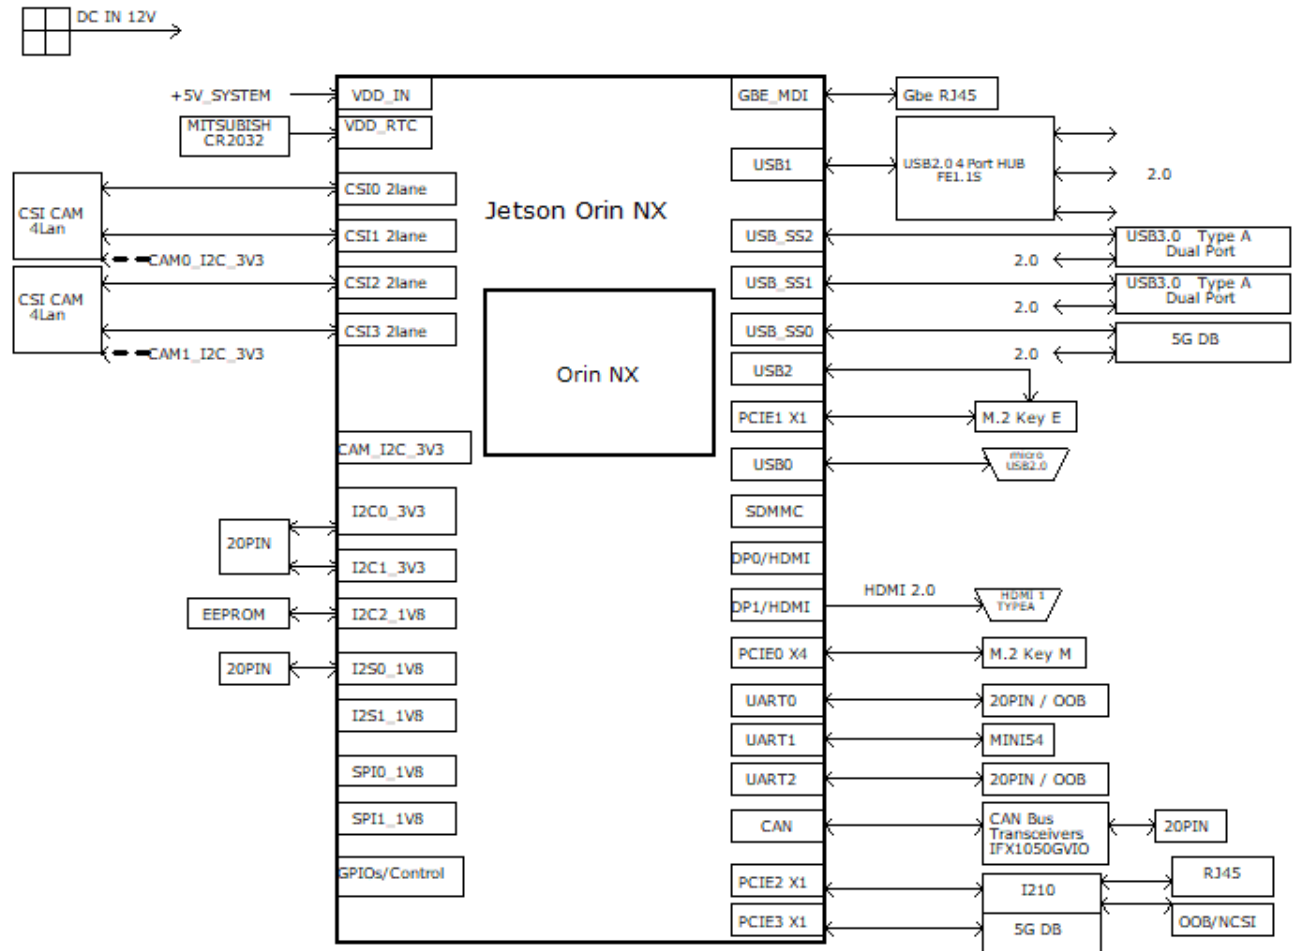 DC IN 12V
+5V_SYSTEM
VDD_IN
GBE_MDI
Gbe RJ45
MITSUBISH
CR2032
VDD_RTC
USB1
USB2.0 4 Port HUB
FE1.1S
2.0
CSI CAM
4Lan
CSI0 2lane
Jetson Orin NX
CSI1 2lane
USB_SS2
USB3.0 Type A
Dual Port
CAM0_I2C_3V3
2.0
CSI CAM
4Lan
CSI2 2lane
USB_SS1
USB3.0 Type A
Dual Port
2.0
CSI3 2lane
USB_SS0
5G DB
CAM1_I2C_3V3
2.0
Orin NX
USB2
PCIE1 X1
M.2 Key E
CAM_I2C_3V3
USB0
micro
USB2.0
I2C0_3V3
SDMMC
20PIN
I2C1_3V3
DP0/HDMI
EEPROM
I2C2_1V8
DP1/HDMI
HDMI 2.0
HDMI 1
TYPEA
20PIN
I2S0_1V8
PCIE0 X4
M.2 Key M
I2S1_1V8
UART0
20PIN / OOB
UART1
MINI54
SPI0_1V8
UART2
20PIN / OOB
SPI1_1V8
CAN
CAN Bus
Transceivers
IFX1050GVIO
20PIN
GPIOs/Control
PCIE2 X1
I210
RJ45
PCIE3 X1
5G DB
OOB/NCSI